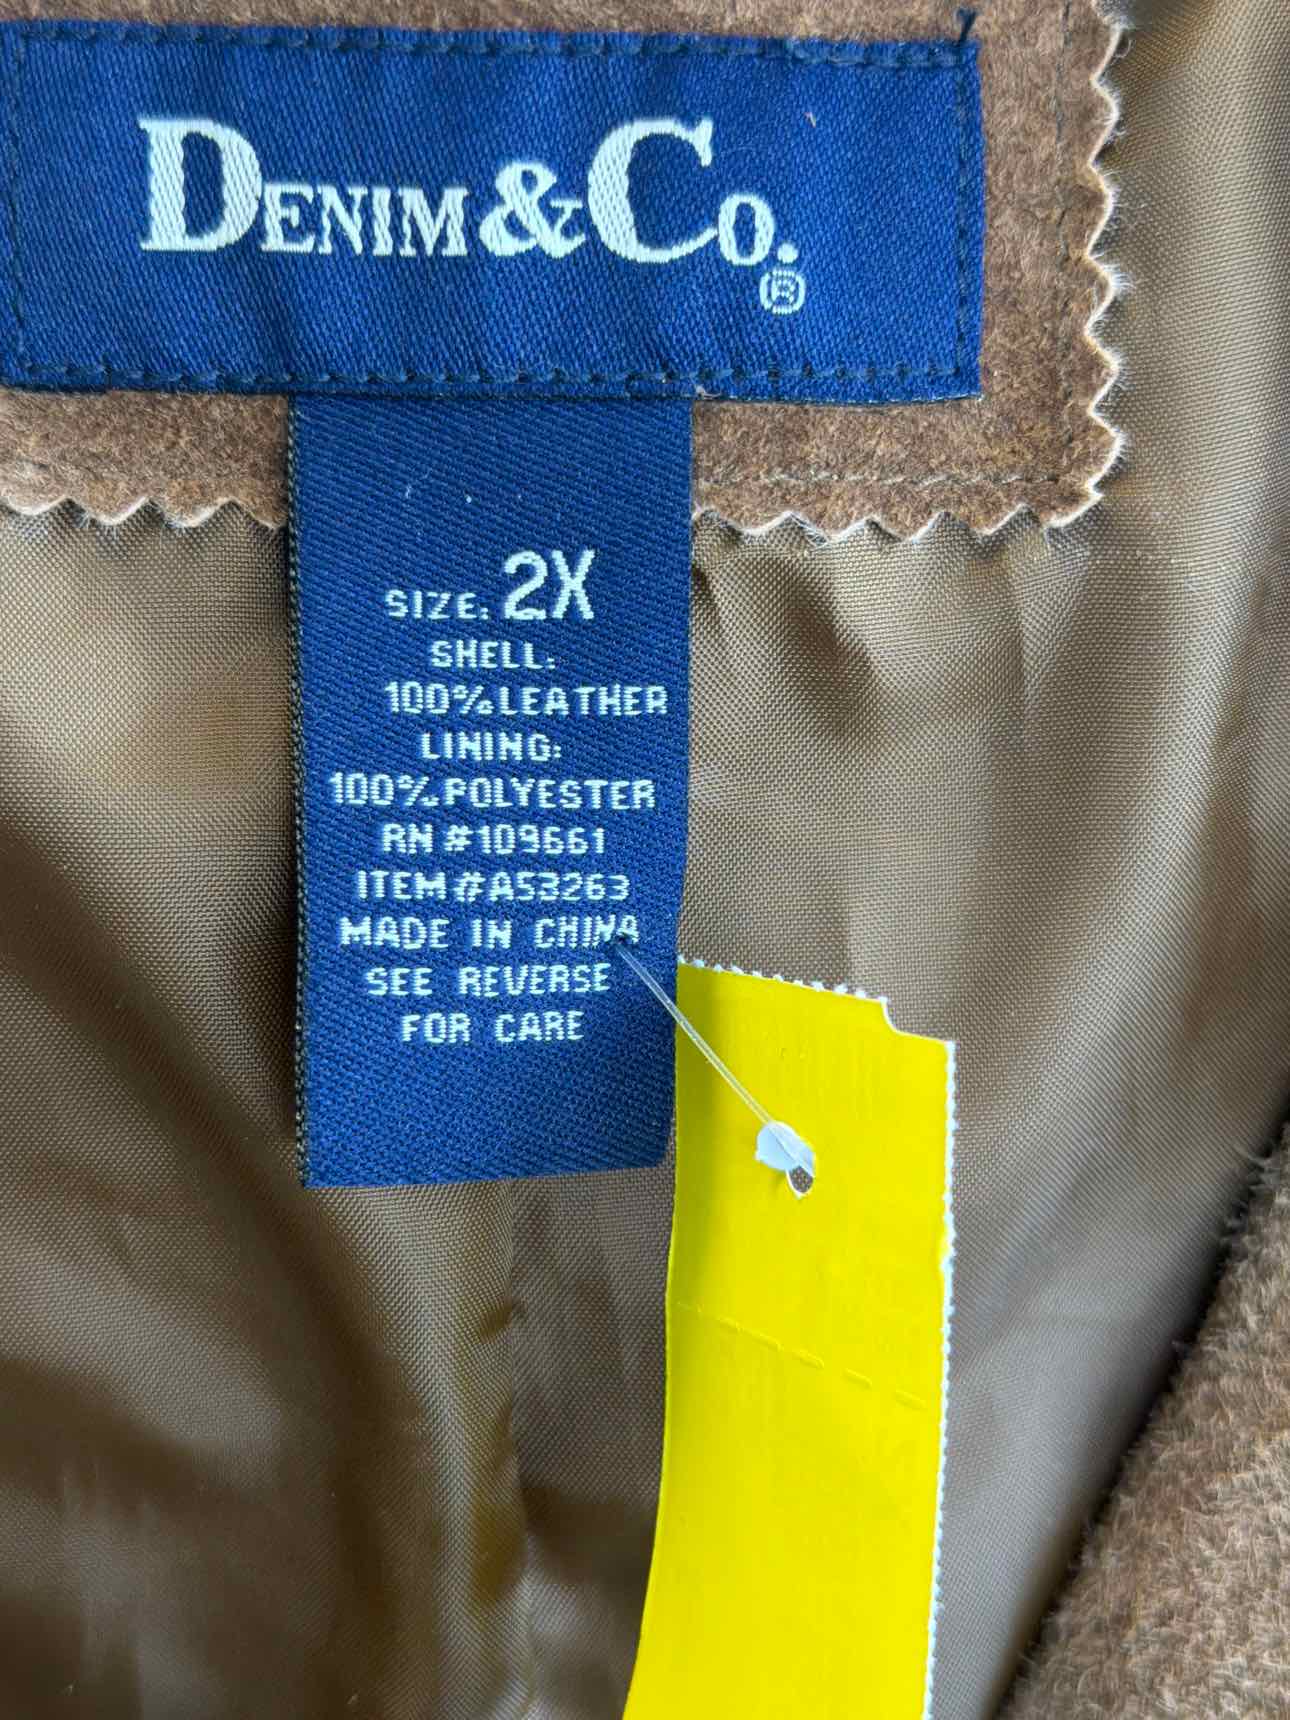 DENIM & CO.®
SIZE: 2X
SHELL:
100% LEATHER
LINING:
100% POLYESTER
RN #109661
ITEM #A53263
MADE IN CHINA
SEE REVERSE
FOR CARE